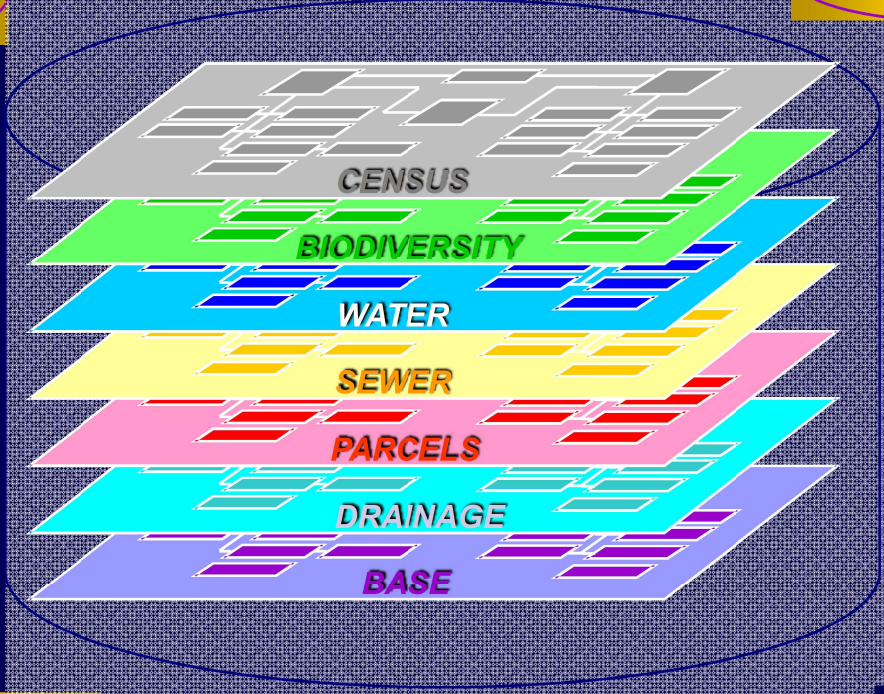 CENSUS
BIODIVERSITY
WATER
SEWER
PARCELS
DRAINAGE
BASE